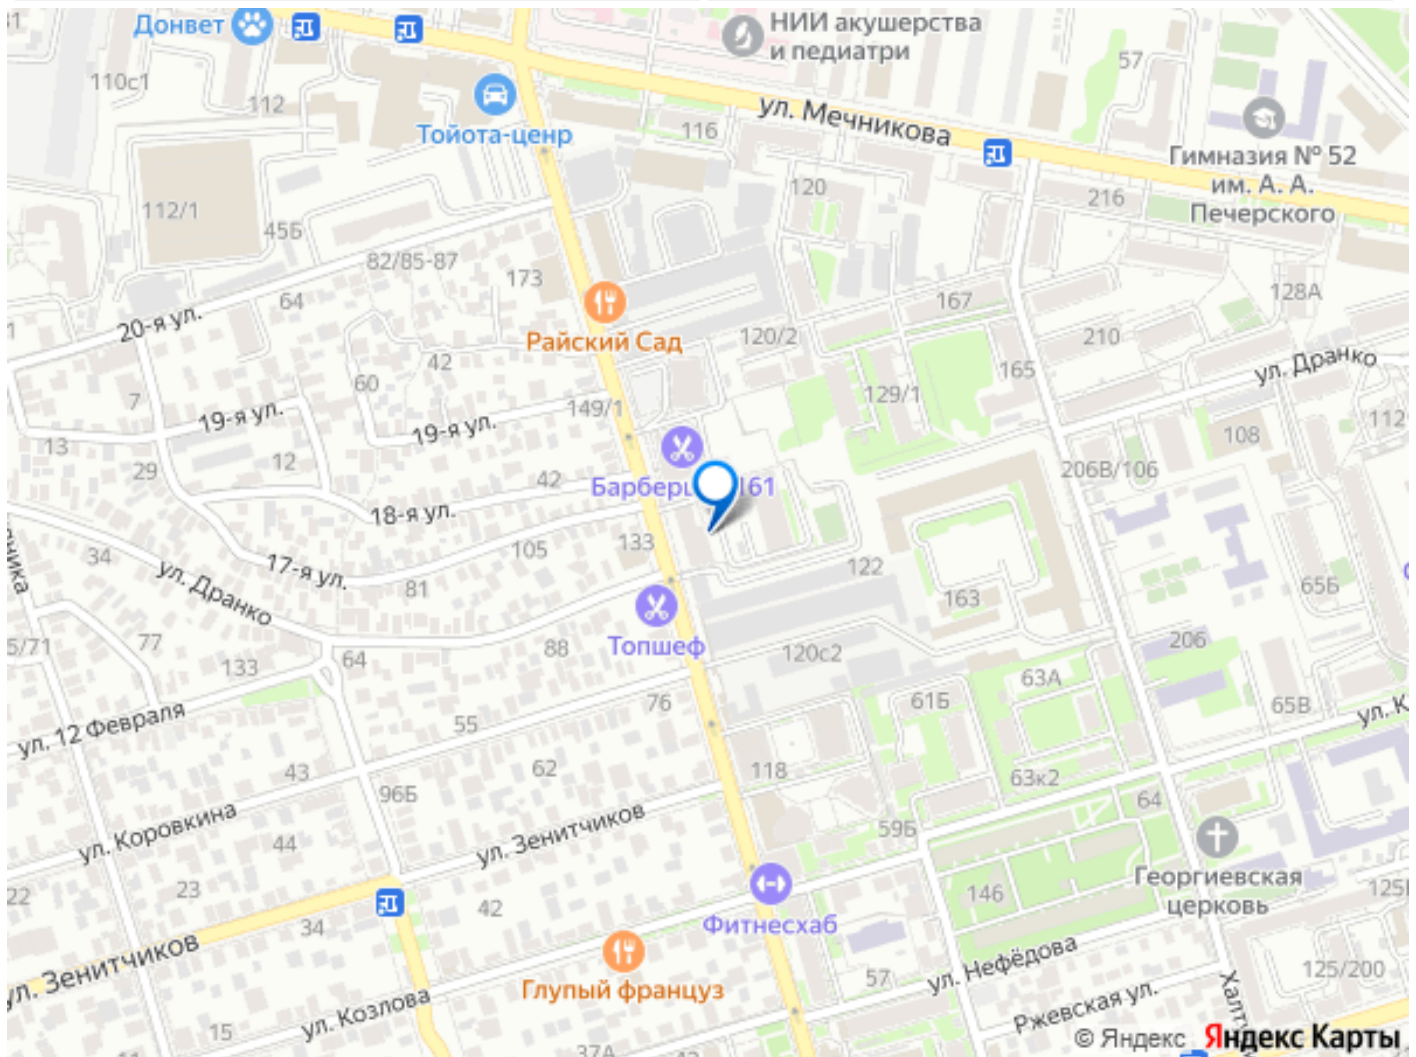 Донвет
НИИ акушерства
и педиатри
57
110с1
112
Тойота-ценр
116
ул. Мечникова
Гимназия № 52
им. А. А.
Печерского
120
216
112/1
45Б
82/85-87
173
64
20-я ул.
Райский Сад
167
128А
120/2
210
42
60
165
ул. Дранко
7
129/1
149/1
19-я ул.
19-я ул.
112
108
13
29
12
42
206В/106
161
18-я ул.
34
17-я ул.
105
133
122
ул. Дранко
81
65Б
163
77
Топшеф
206
133
64
88
120с2
63А
76
61Б
65В
ул. 12 Февраля
55
ул. К
43
62
118
63к2
96Б
64
ул. Коровкина
ул. Зенитчиков
59Б
44
Георгиевская
церковь
22
23
42
146
34
Фитнесхаб
ул. Зенитчиков
57
ул. Нефёдова
125/200
Глупый француз
ул. Козлова
Ржевская ул.
15
37А
© Яндекс Яндекс Карты